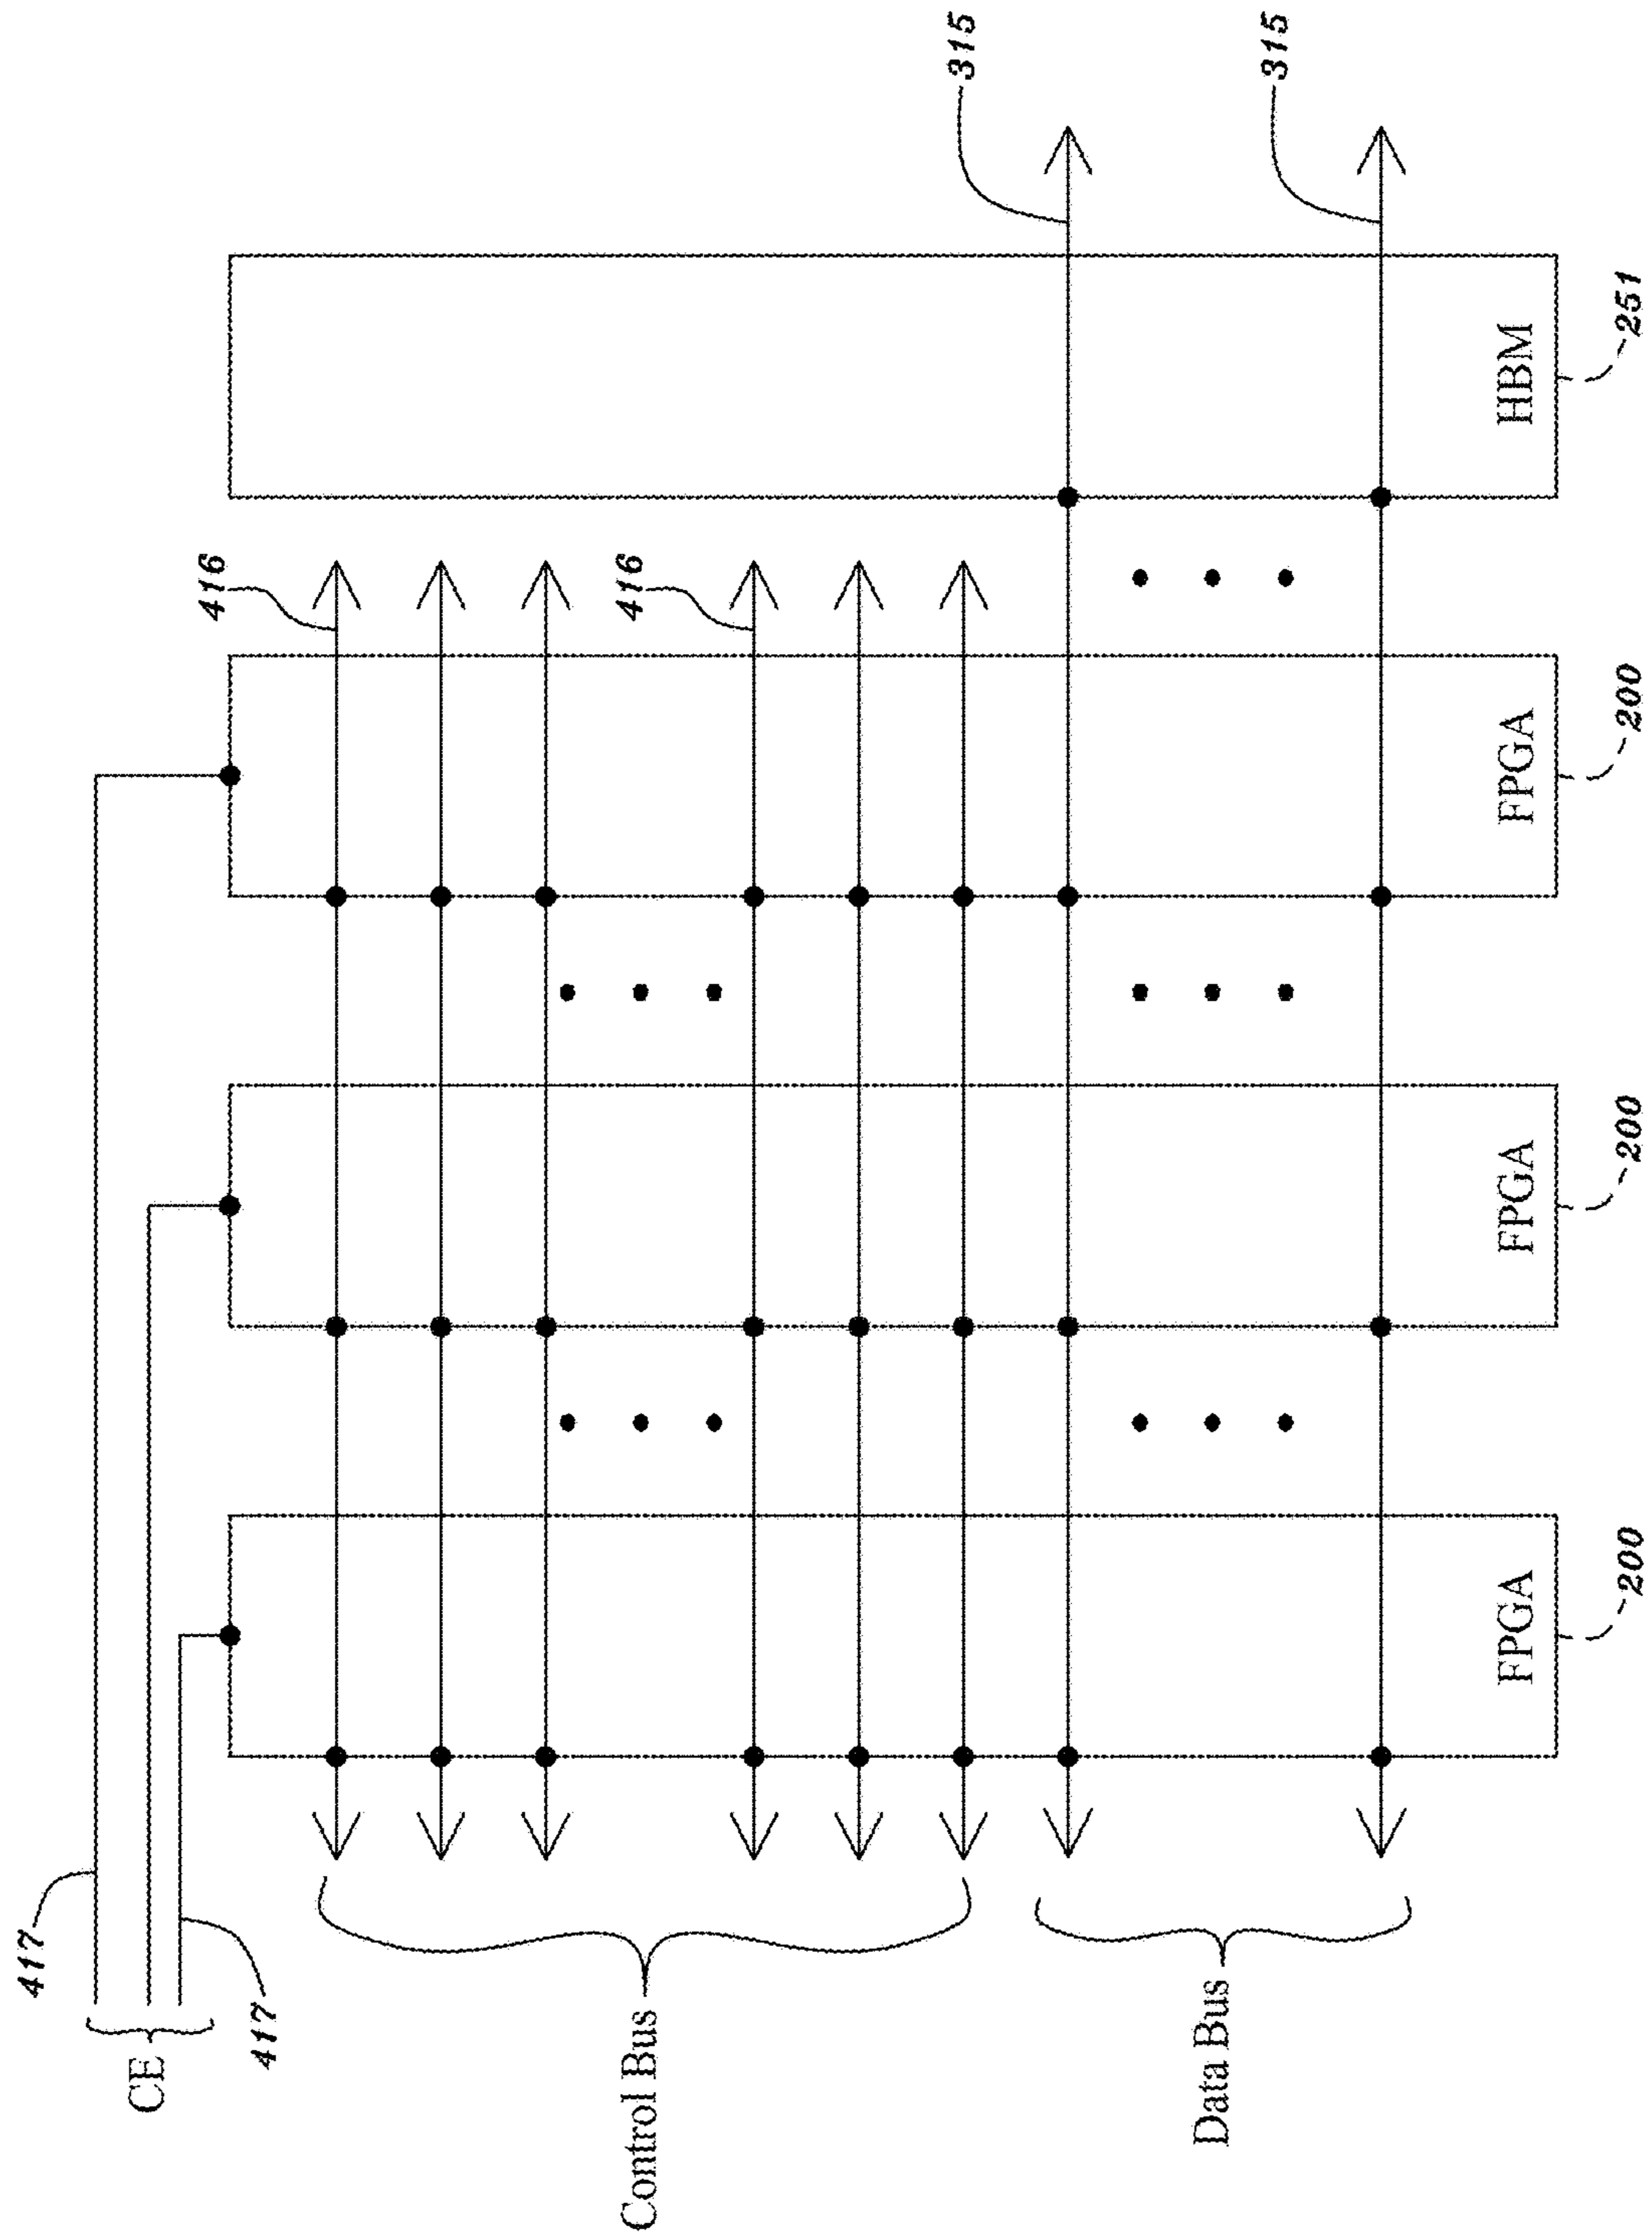 417
CE
417
416
416
315
315
Control Bus
Data Bus
FPGA
FPGA
FPGA
HBM
200
200
200
251